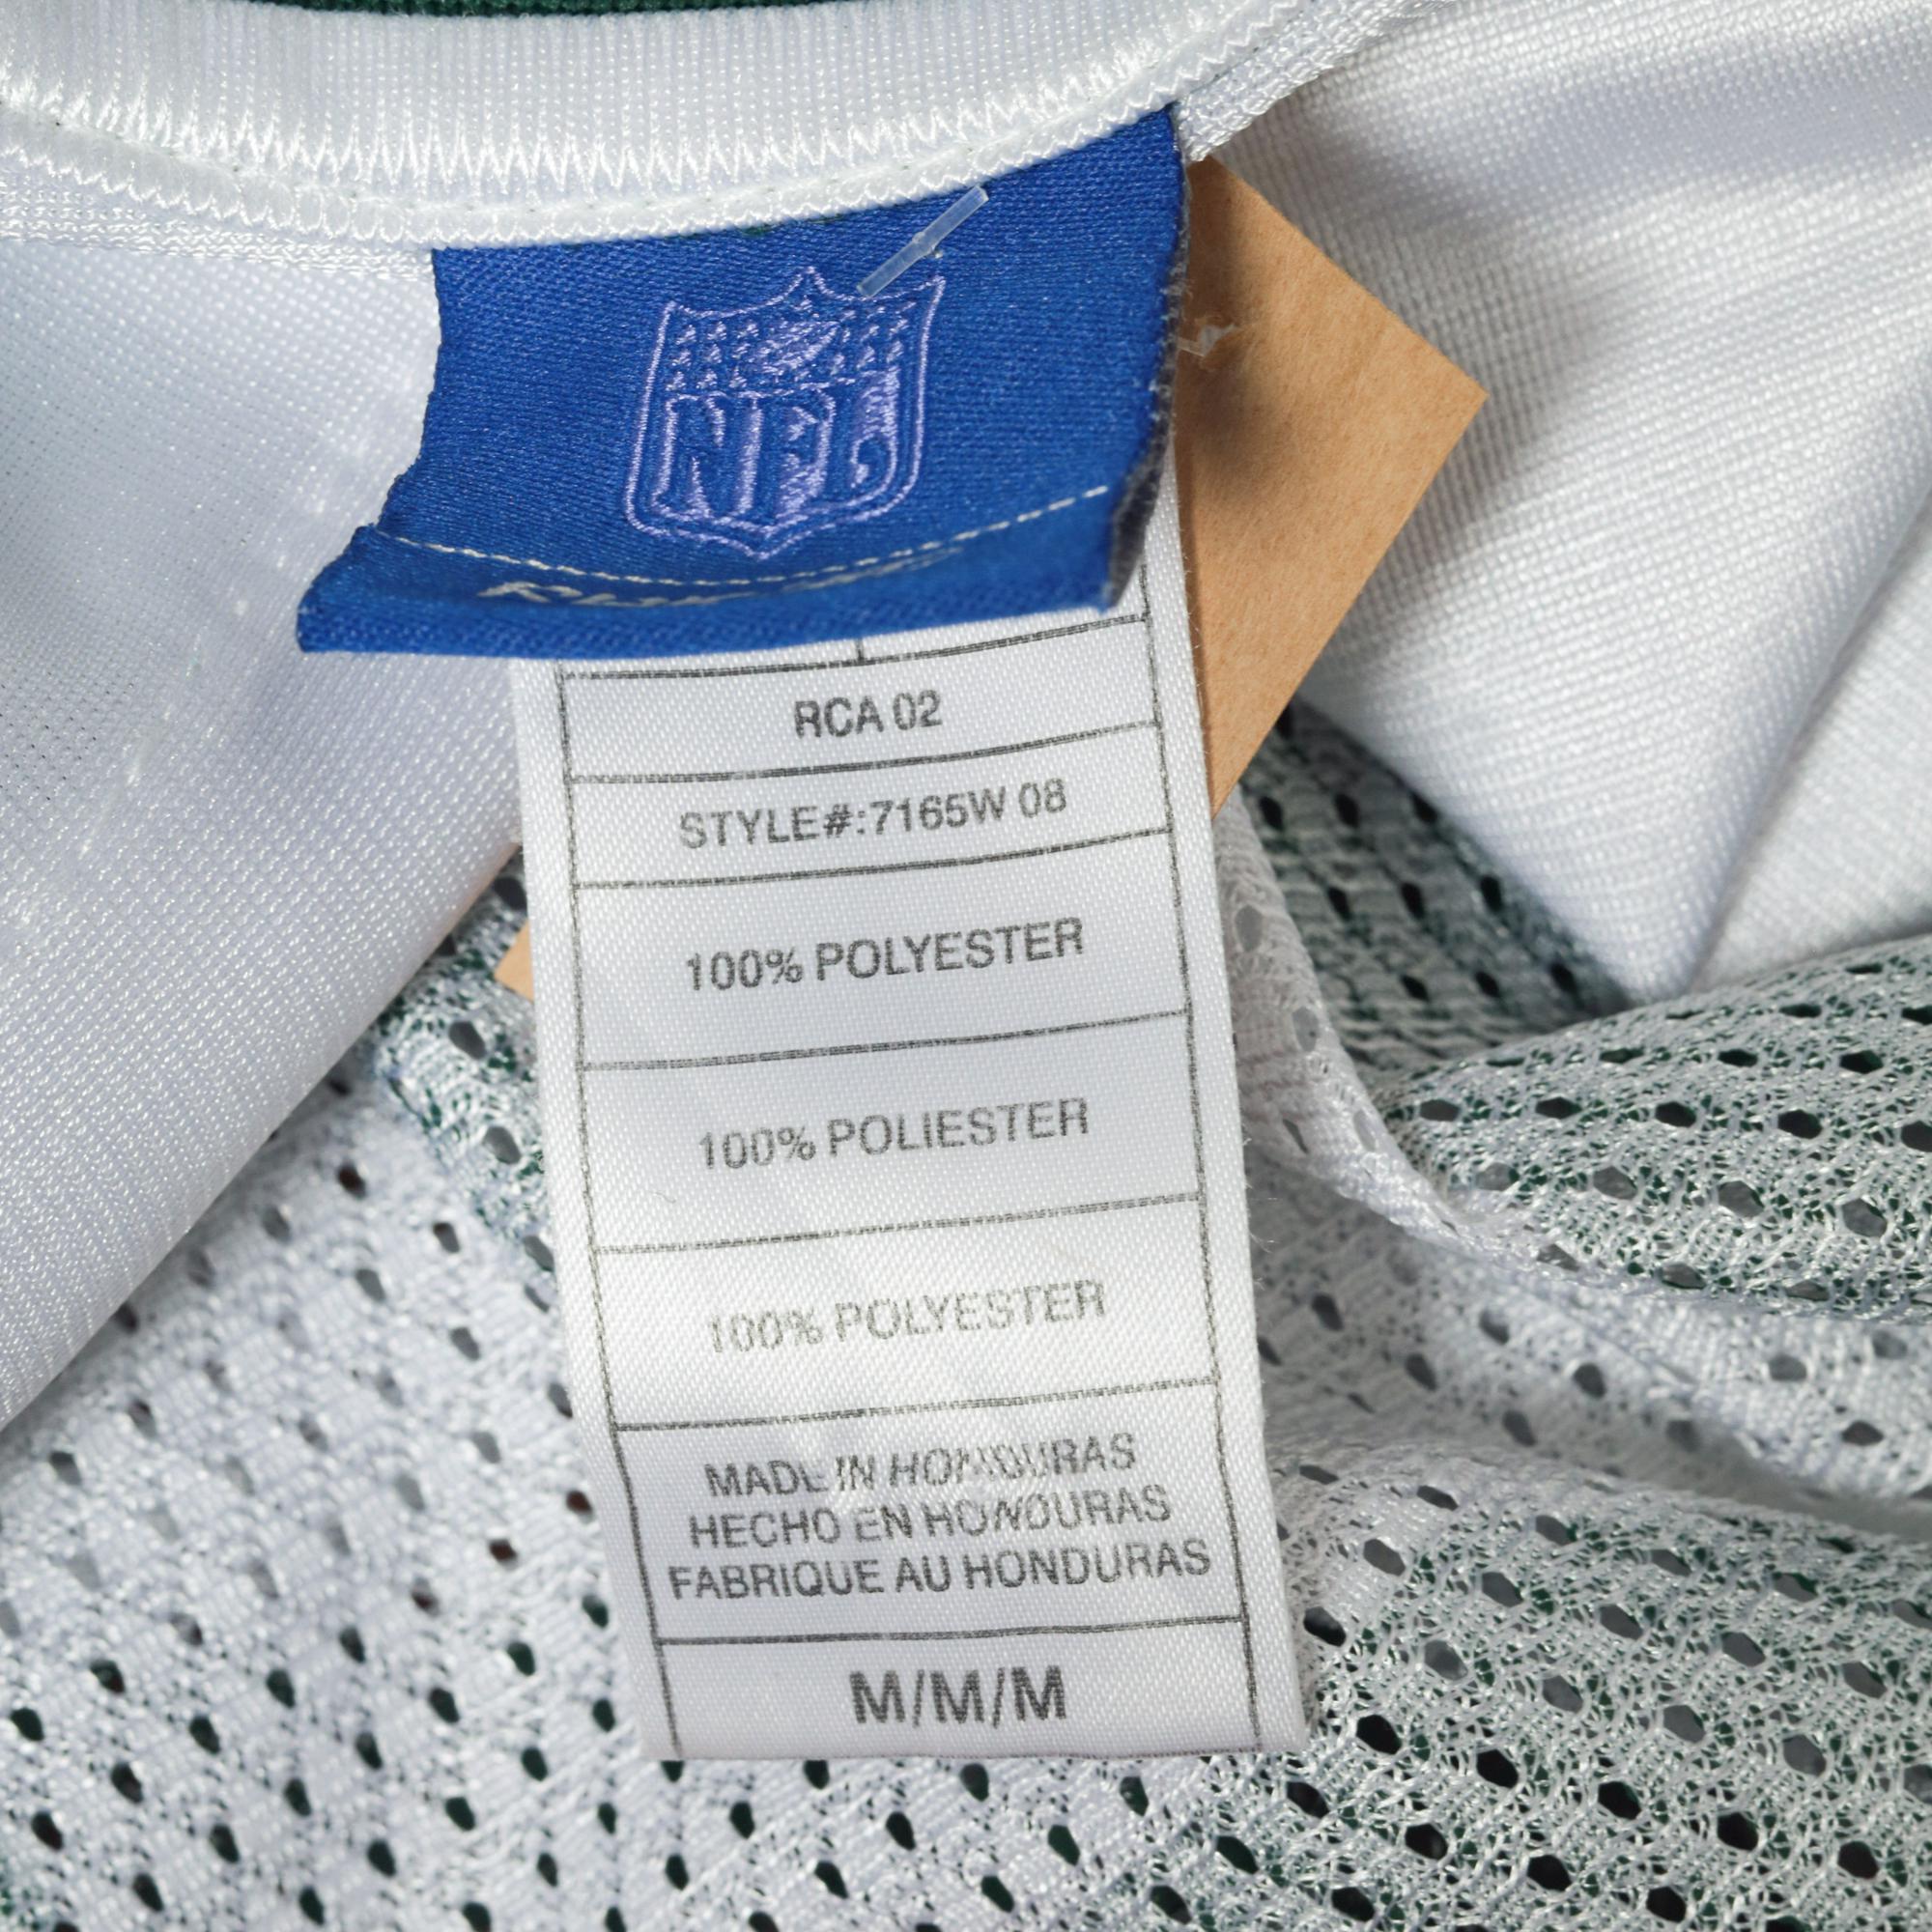 NFL
RCA 02
STYLE#:7165W 08
100% POLYESTER
100% POLIESTER
100% POLYESTER
MADE IN HONDURAS
HECHO EN HONDURAS
FABRIQUE AU HONDURAS
M/M/M